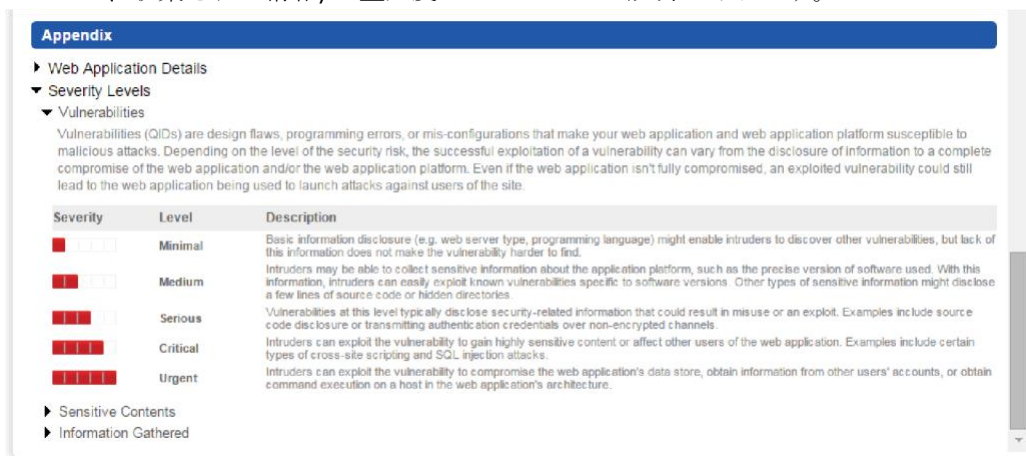 Appendix
Web Application Details
Severity Levels
Vulnerabilities
Vulnerabilities (QIDs) are design flaws, programming errors, or mis-configurations that make your web application and web application platform susceptible to
malicious attacks. Depending on the level of the security risk, the successful exploitation of a vulnerability can vary from the disclosure of information to a complete
compromise of the web application and/or the web application platform. Even if the web application isn't fully compromised, an exploited vulnerability could still
lead to the web application being used to launch attacks against users of the site.
Severity Level Description
Minimal Basic information disclosure (e.g. web server type, programming language) might enable intruders to discover other vulnerabilities, but lack of
this information does not make the vulnerability harder to find.
Medium Intruders may be able to collect sensitive information about the application platform, such as the precise version of software used. With this
information, intruders can easily exploit known vulnerabilities specific to software versions. Other types of sensitive information might disclose
a few lines of source code or hidden directories.
Serious Vulnerabilities at this level typically disclose security-related information that could result in misuse or an exploit. Examples include source
code disclosure or transmitting authentication credentials over non-encrypted channels.
Critical Intruders can exploit the vulnerability to gain highly sensitive content or affect other users of the web application. Examples include certain
types of cross-site scripting and SQL injection attacks.
Urgent Intruders can exploit the vulnerability to compromise the web application's data store, obtain information from other users' accounts, or obtain
command execution on a host in the web application's architecture.
Sensitive Contents
Information Gathered